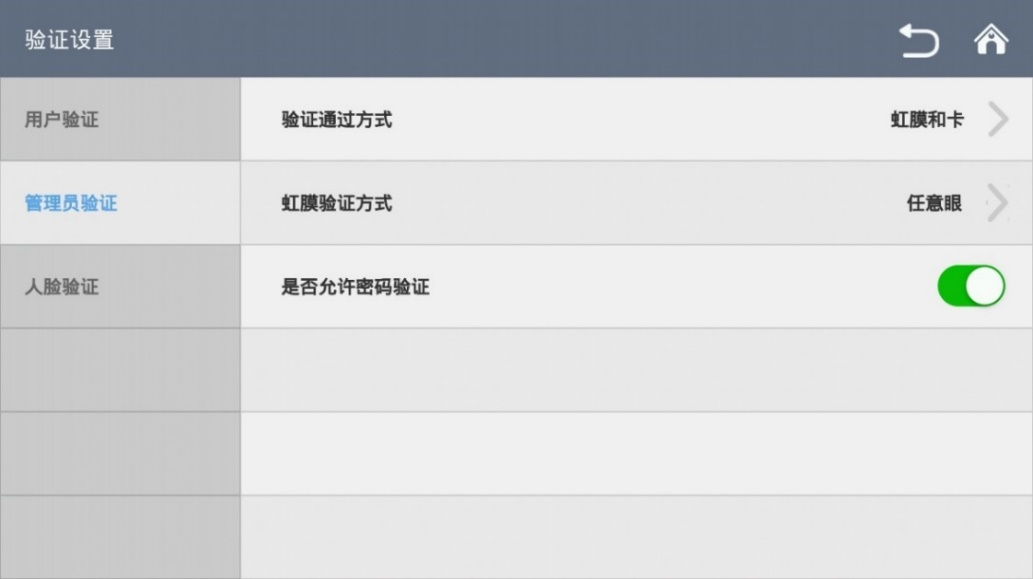 验证设置
用户验证
验证通过方式
虹膜和卡
管理员验证
虹膜验证方式
任意眼
人脸验证
是否允许密码验证